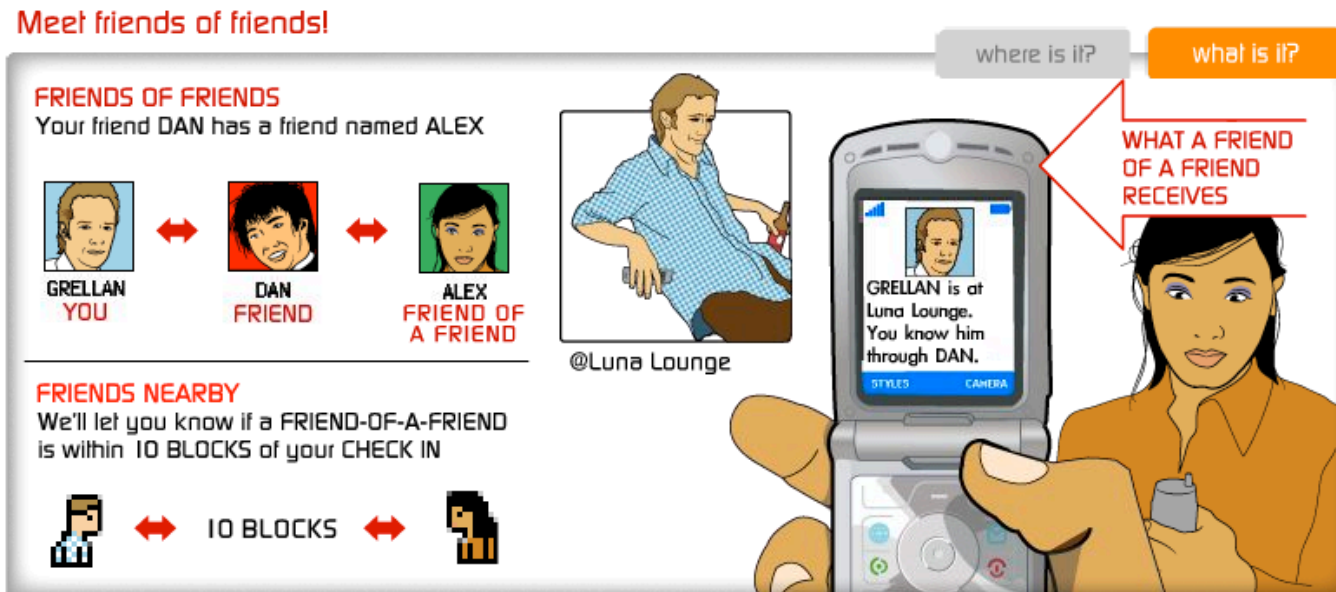 Meet friends of friends!
where is it?
what is it?
FRIENDS OF FRIENDS
Your friend DAN has a friend named ALEX
GRELLAN
YOU
DAN
FRIEND
ALEX
FRIEND OF
A FRIEND
FRIENDS NEARBY
We'll let you know if a FRIEND-OF-A-FRIEND
is within 10 BLOCKS of your CHECK IN
10 BLOCKS
@Luna Lounge
GRELLAN is at
Luna Lounge.
You know him
through DAN.
STYLES
CAMERA
WHAT A FRIEND
OF A FRIEND
RECEIVES